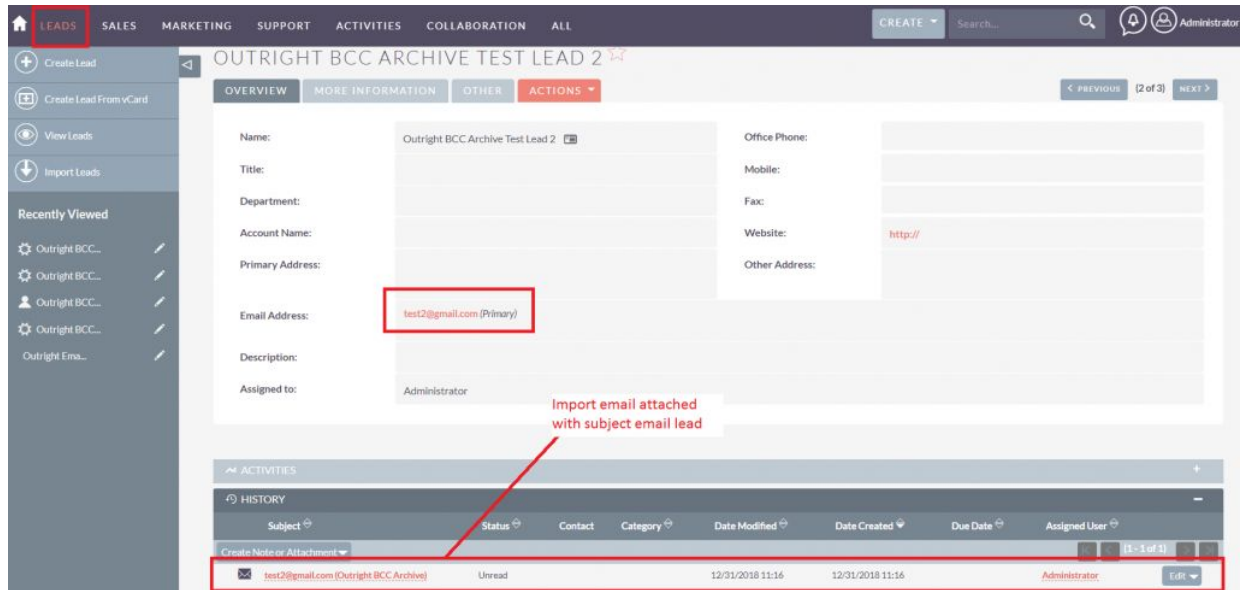 LEADS SALES MARKETING SUPPORT ACTIVITIES COLLABORATION ALL CREATE Search... Administrator
Create Lead
Create Lead From vCard
View Leads
Import Leads
Recently Viewed
Outright BCC...
Outright BCC...
Outright BCC...
Outright BCC...
Outright Ema...
OUTRIGHT BCC ARCHIVE TEST LEAD 2
OVERVIEW MORE INFORMATION OTHER ACTIONS < PREVIOUS (2 of 3) NEXT >
Name: Outright BCC Archive Test Lead 2 Office Phone:
Title: Mobile:
Department: Fax:
Account Name: Website: http://
Primary Address: Other Address:
Email Address: test2@gmail.com (Primary)
Description:
Assigned to: Administrator
Import email attached
with subject email lead
ACTIVITIES +
HISTORY −
Subject Status Contact Category Date Modified Date Created Due Date Assigned User
Create Note or Attachment (1 - 1 of 1)
test2@gmail.com (Outright BCC Archive) Unread 12/31/2018 11:16 12/31/2018 11:16 Administrator Edit